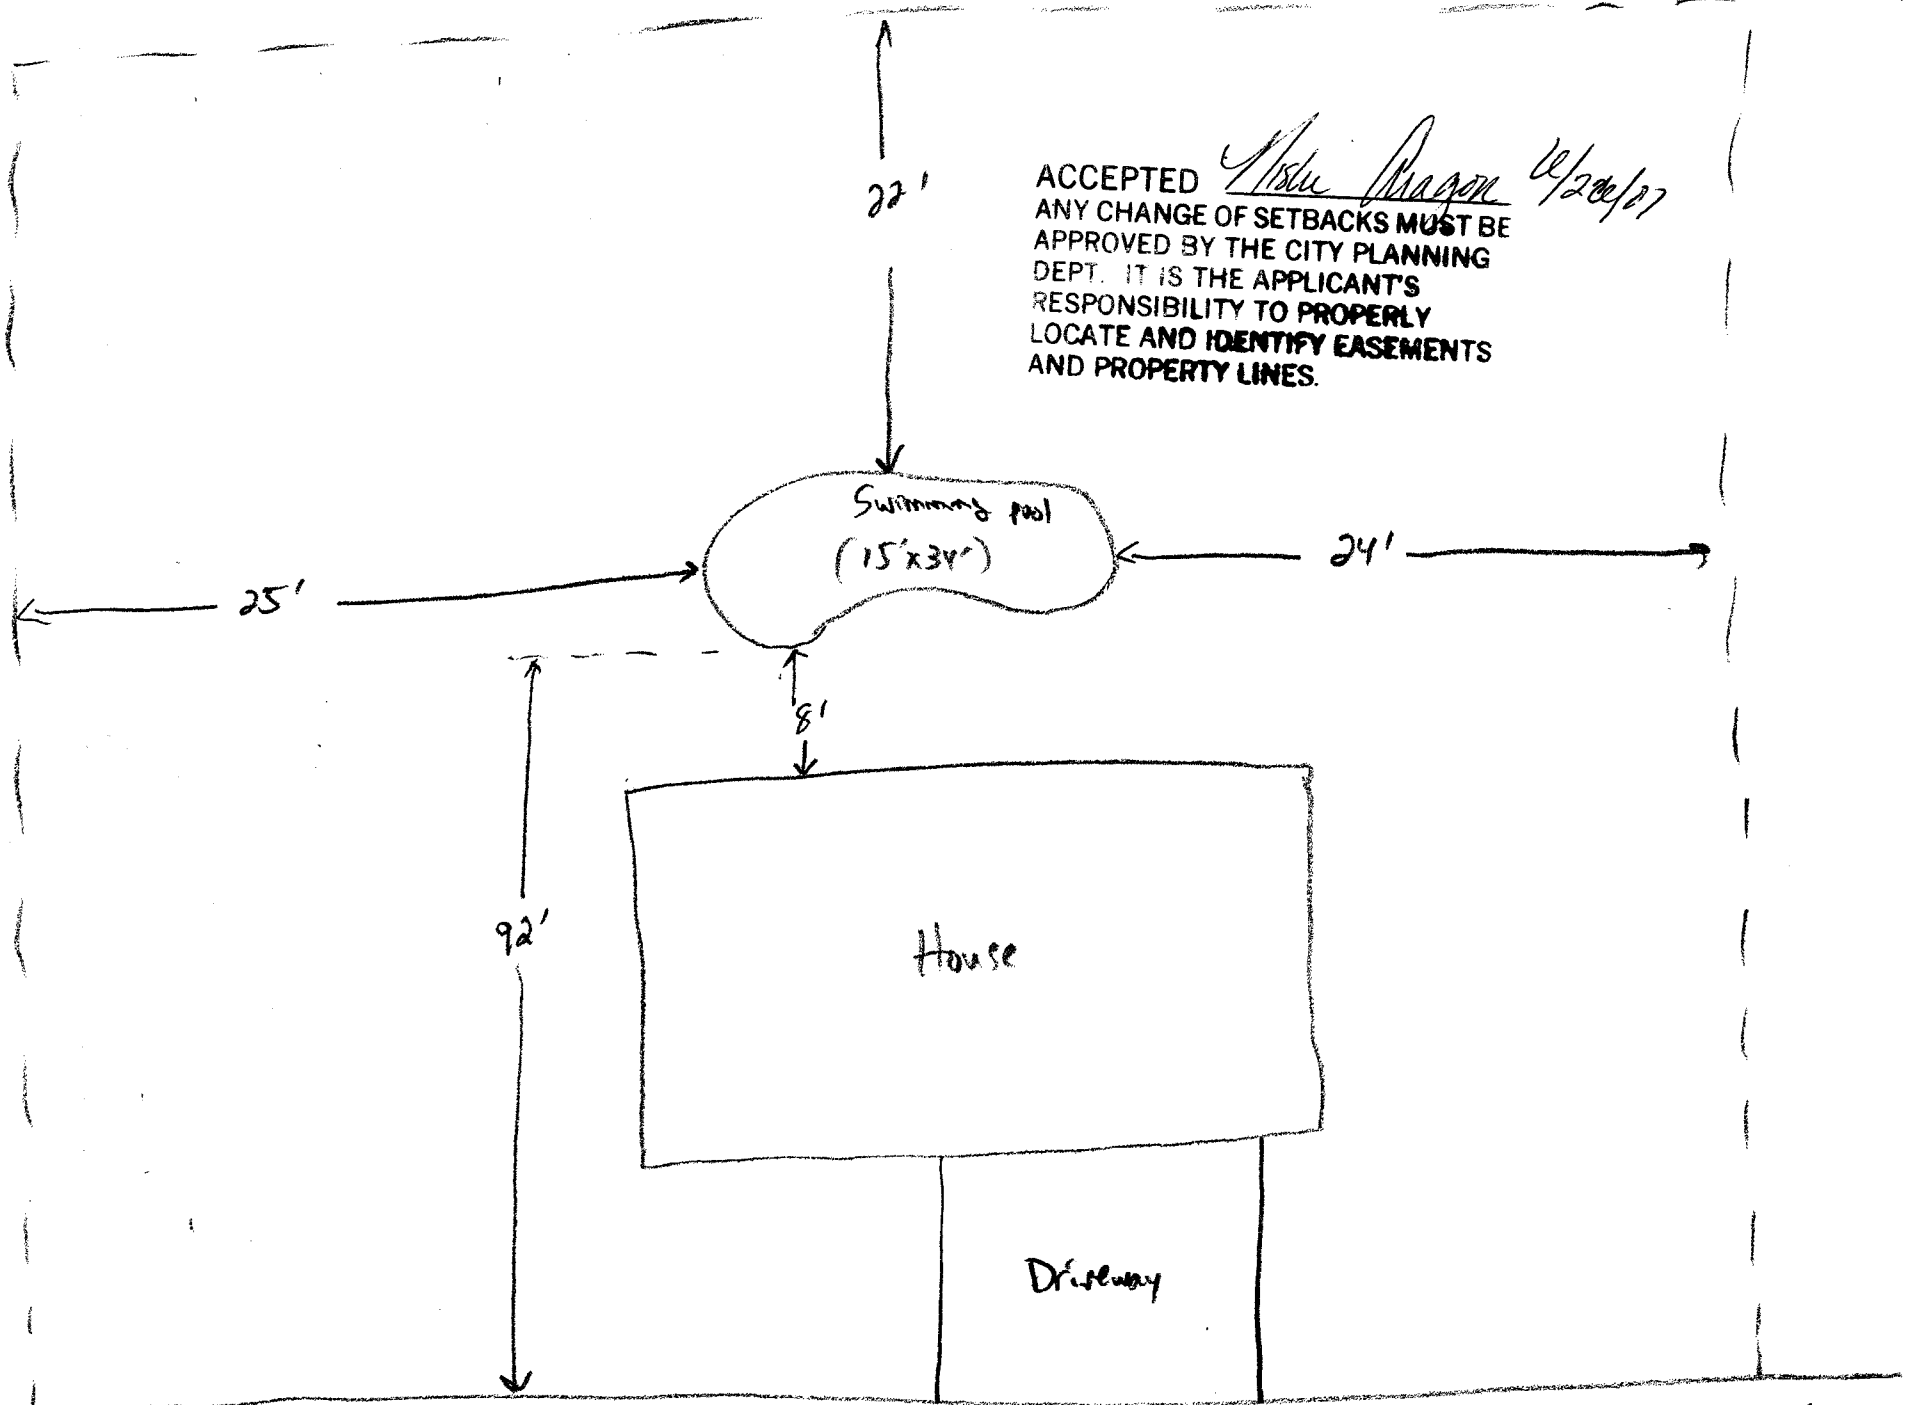 22'
ACCEPTED
ANY CHANGE OF SETBACKS MUST BE
APPROVED BY THE CITY PLANNING
DEPT. IT IS THE APPLICANT'S
RESPONSIBILITY TO PROPERLY
LOCATE AND IDENTIFY EASEMENTS
AND PROPERTY LINES.
Swimming pool
(15'x34')
25'
24'
8'
92'
House
Driveway